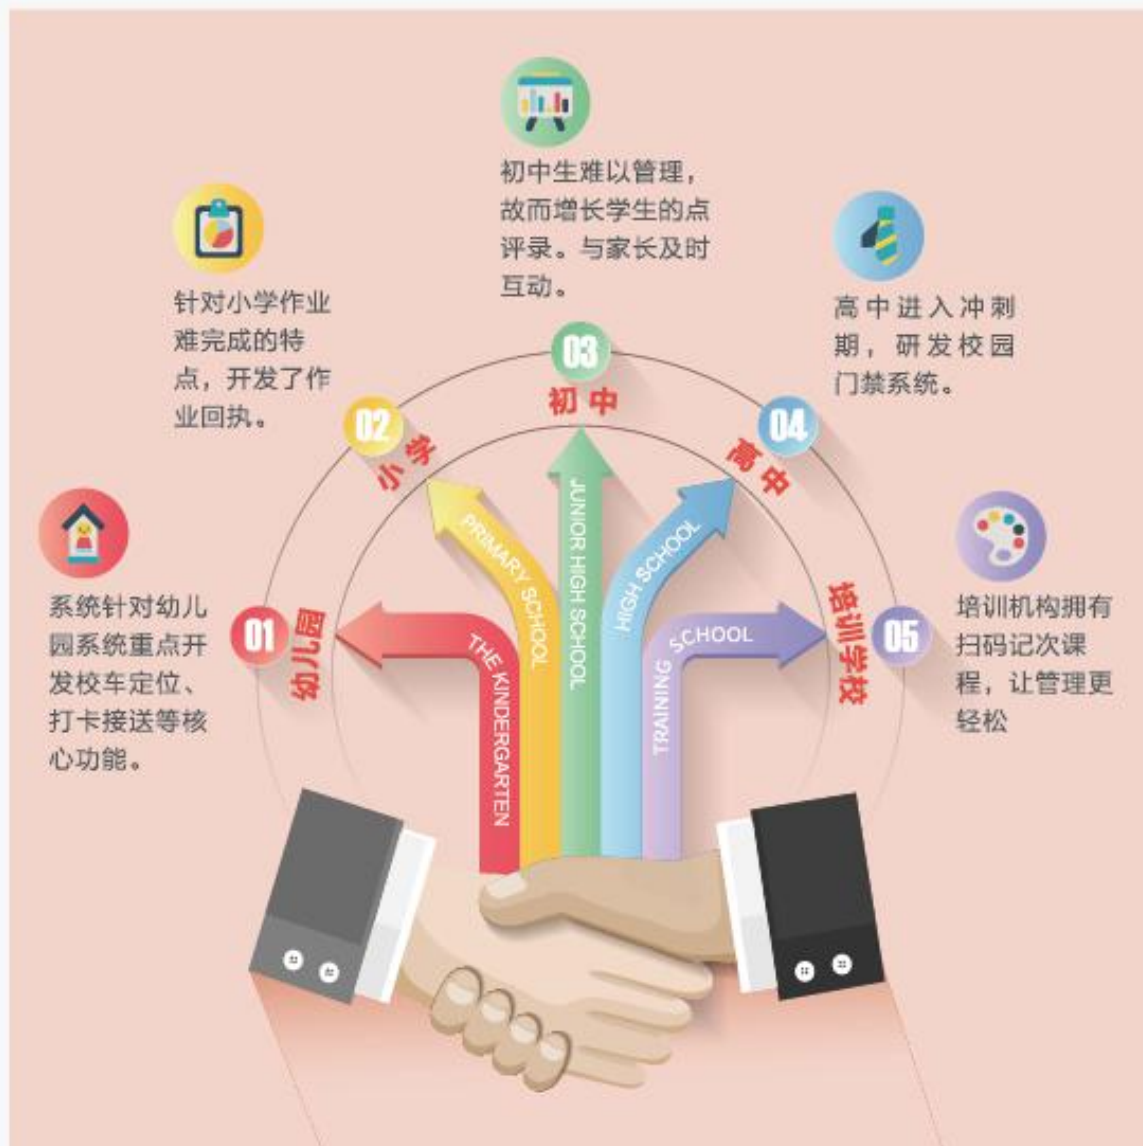 初中生难以管理，
故而增长学生的点
评录。与家长及时
互动。
针对小学作业
难完成的特
点，开发了作
业回执。
高中进入冲刺
期，研发校园
门禁系统。
03
初中
02
小学
04
高中
系统针对幼儿
园系统重点开
发校车定位、
打卡接送等核
心功能。
01
幼儿园
05
培训学校
培训机构拥有
扫码记次课
程，让管理更
轻松
THE KINDERGARTEN
PRIMARY SCHOOL
JUNIOR HIGH SCHOOL
HIGH SCHOOL
TRAINING SCHOOL